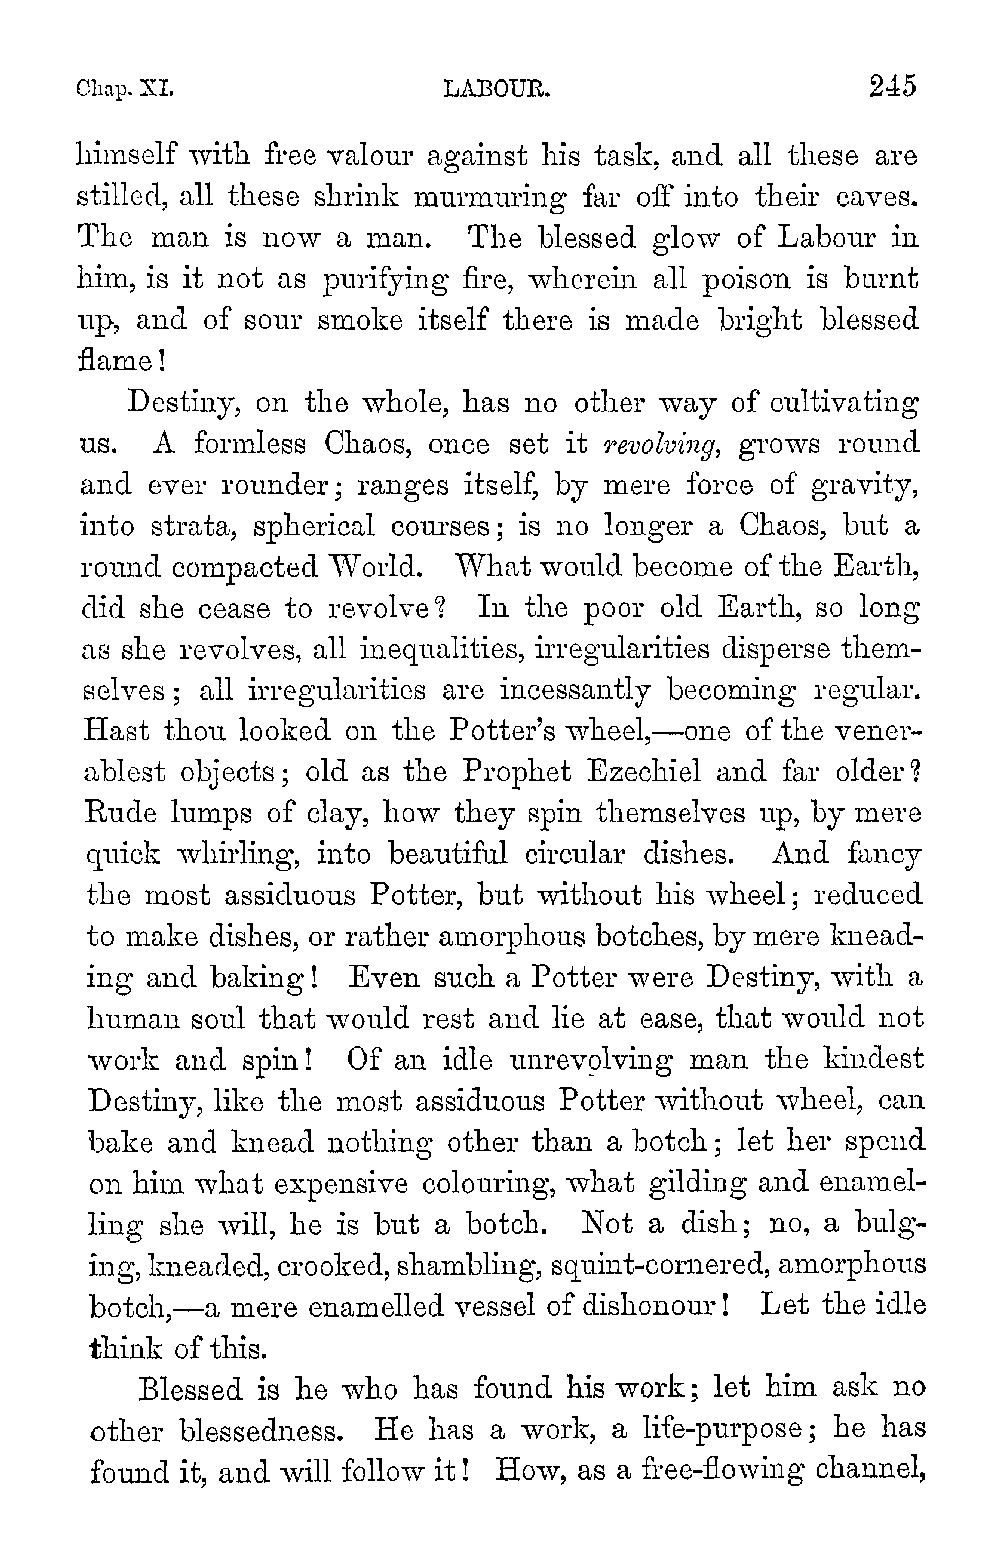 Chap. XI. LABOUR. 245
himself with free valour against his task, and all these are
stilled, all these shrink murmuring far off into their caves.
The man is now a man. The blessed glow of Labour in
him, is it not as purifying fire, wherein all poison is burnt
up, and of sour smoke itself there is made bright blessed
flame!
Destiny, on the whole, has no other way of cultivating
us. A formless Chaos, once set it revolving, grows round
and ever rounder; ranges itself, by mere force of gravity,
into strata, spherical courses; is no longer a Chaos, but a
round compacted World. What would become of the Earth,
did she cease to revolve? In the poor old Earth, so long
as she revolves, all inequalities, irregularities disperse them-
selves; all irregularities are incessantly becoming regular.
Hast thou looked on the Potter's wheel,—one of the vener-
ablest objects; old as the Prophet Ezechiel and far older?
Rude lumps of clay, how they spin themselves up, by mere
quick whirling, into beautiful circular dishes. And fancy
the most assiduous Potter, but without his wheel; reduced
to make dishes, or rather amorphous botches, by mere knead-
ing and baking! Even such a Potter were Destiny, with a
human soul that would rest and lie at ease, that would not
work and spin! Of an idle unrevolving man the kindest
Destiny, like the most assiduous Potter without wheel, can
bake and knead nothing other than a botch; let her spend
on him what expensive colouring, what gilding and enamel-
ling she will, he is but a botch. Not a dish; no, a bulg-
ing, kneaded, crooked, shambling, squint-cornered, amorphous
botch,—a mere enamelled vessel of dishonour! Let the idle
think of this.
Blessed is he who has found his work; let him ask no
other blessedness. He has a work, a life-purpose; he has
found it, and will follow it! How, as a free-flowing channel,